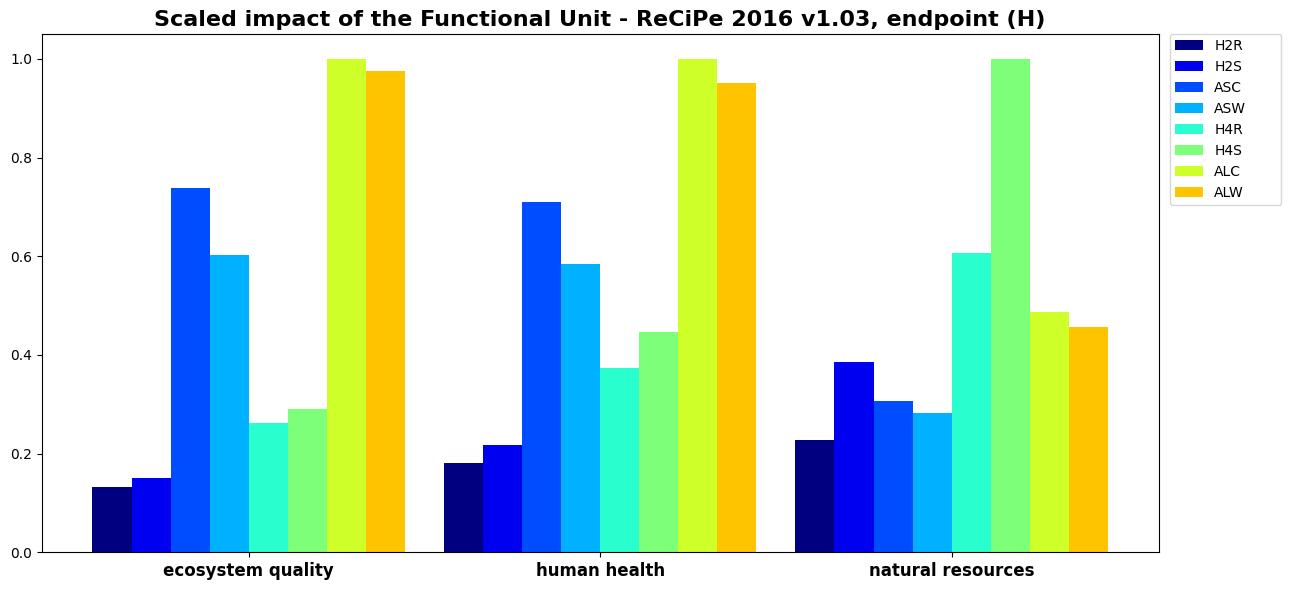 Scaled impact of the Functional Unit - ReCiPe 2016 v1.03, endpoint (H)
1.0
0.8
0.6
0.4
0.2
0.0
ecosystem quality
human health
natural resources
H2R
H2S
ASC
ASW
H4R
H4S
ALC
ALW